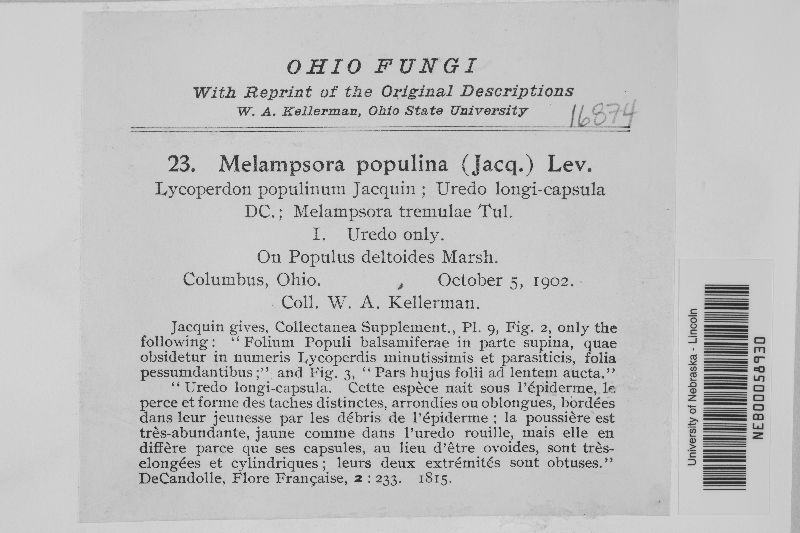 OHIO FUNGI
With Reprint of the Original Descriptions
W. A. Kellerman, Ohio State University
16874
23. Melampsora populina (Jacq.) Lev.
Lycoperdon populinum Jacquin ; Uredo longi-capsula
DC. ; Melampsora tremulae Tul.
I. Uredo only.
On Populus deltoides Marsh.
Columbus, Ohio. , October 5, 1902.
Coll. W. A. Kellerman.
Jacquin gives, Collectanea Supplement., Pl. 9, Fig. 2, only the
following: "Folium Populi balsamiferae in parte supina, quae
obsidetur in numeris Lycoperdis minutissimis et parasiticis, folia
pessumdantibus ;" and Fig. 3, "Pars hujus folii ad lentem aucta."
"Uredo longi-capsula. Cette espèce nait sous l'épiderme, le
perce et forme des taches distinctes, arrondies ou oblongues, bordées
dans leur jeunesse par les débris de l'épiderme ; la poussière est
très-abundante, jaune comme dans l'uredo rouille, mais elle en
diffère parce que ses capsules, au lieu d'être ovoides, sont très-
elongées et cylindriques ; leurs deux extrémités sont obtuses."
DeCandolle, Flore Française, 2 : 233. 1815.
University of Nebraska - Lincoln
NEB00058930